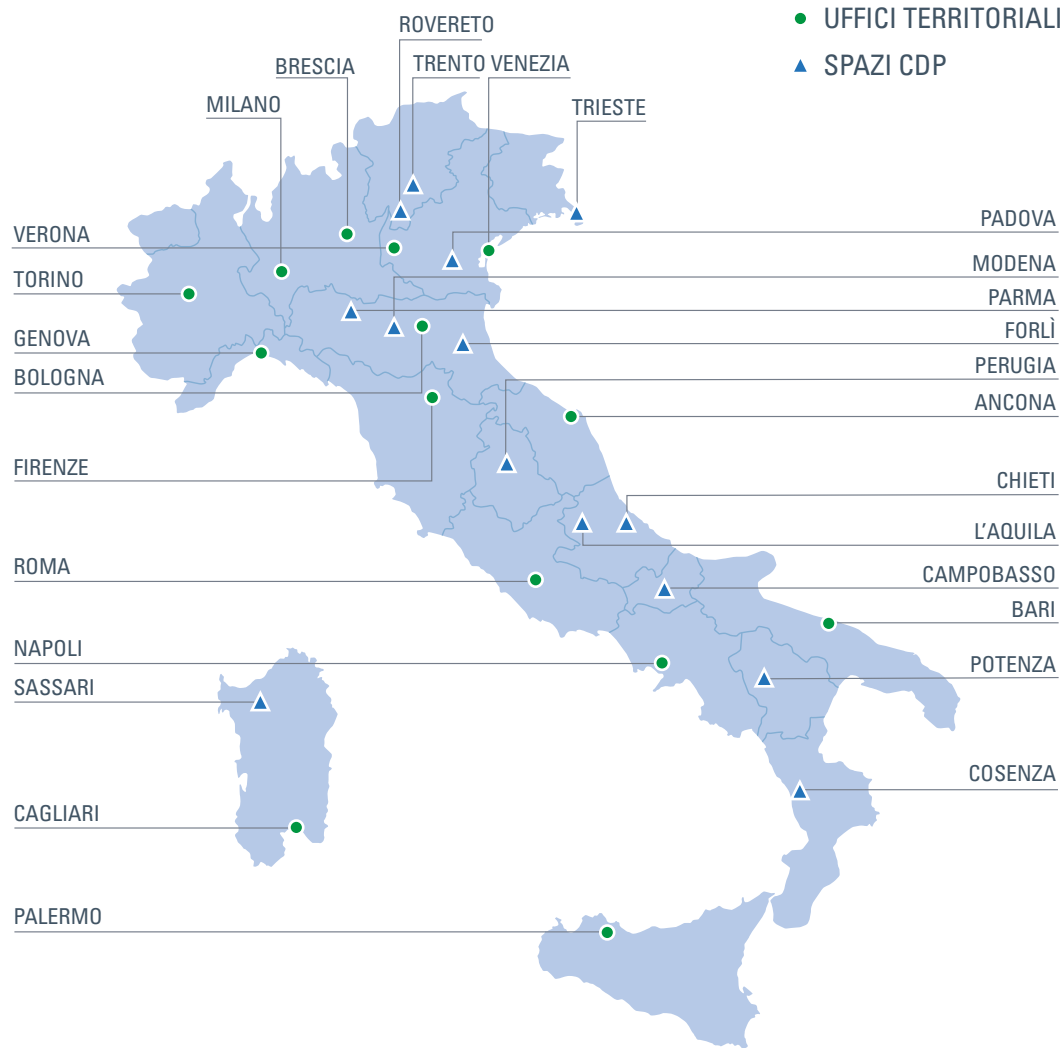 UFFICI TERRITORIALI
SPAZI CDP
ROVERETO
TRENTO VENEZIA
BRESCIA
MILANO
TRIESTE
VERONA
TORINO
GENOVA
BOLOGNA
FIRENZE
ROMA
NAPOLI
SASSARI
CAGLIARI
PALERMO
PADOVA
MODENA
PARMA
FORLÌ
PERUGIA
ANCONA
CHIETI
L'AQUILA
CAMPOBASSO
BARI
POTENZA
COSENZA